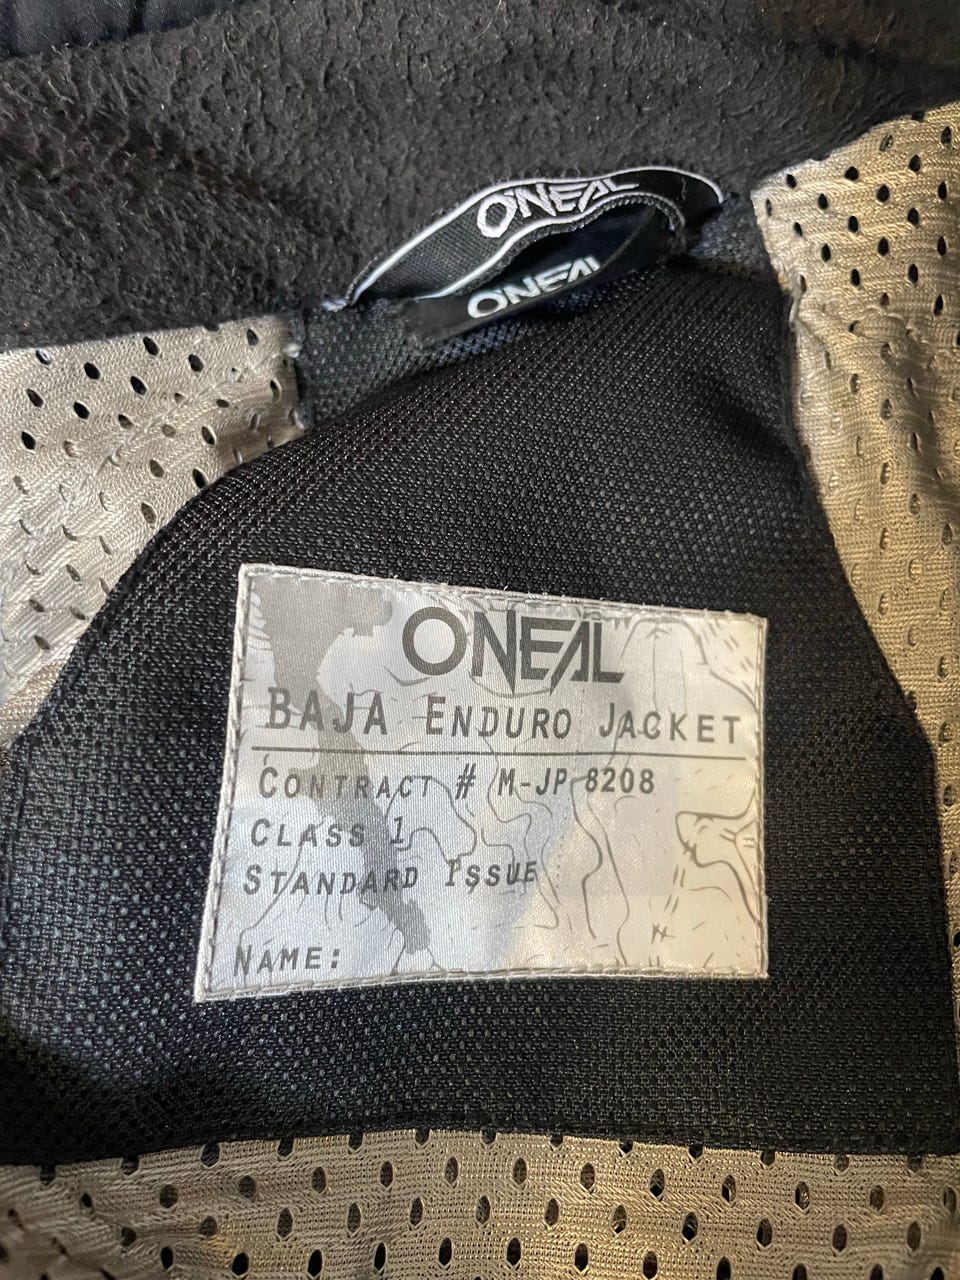 O'NEAL
O'NEAL
O'NEAL
BAJA ENDURO JACKET
CONTRACT # M-JP-8208
CLASS 1
STANDARD ISSUE
NAME: